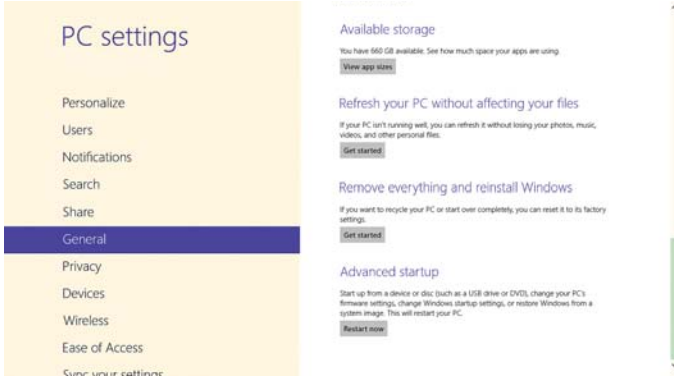 PC settings
Personalize
Users
Notifications
Search
Share
General
Privacy
Devices
Wireless
Ease of Access
Sync your settings
Available storage
You have 660 GB available. See how much space your apps are using.
View app sizes
Refresh your PC without affecting your files
If your PC isn't running well, you can refresh it without losing your photos, music,
videos, and other personal files.
Get started
Remove everything and reinstall Windows
If you want to recycle your PC or start over completely, you can reset it to its factory
settings.
Get started
Advanced startup
Start up from a device or disc (such as a USB drive or DVD), change your PC's
firmware settings, change Windows startup settings, or restore Windows from a
system image. This will restart your PC.
Restart now